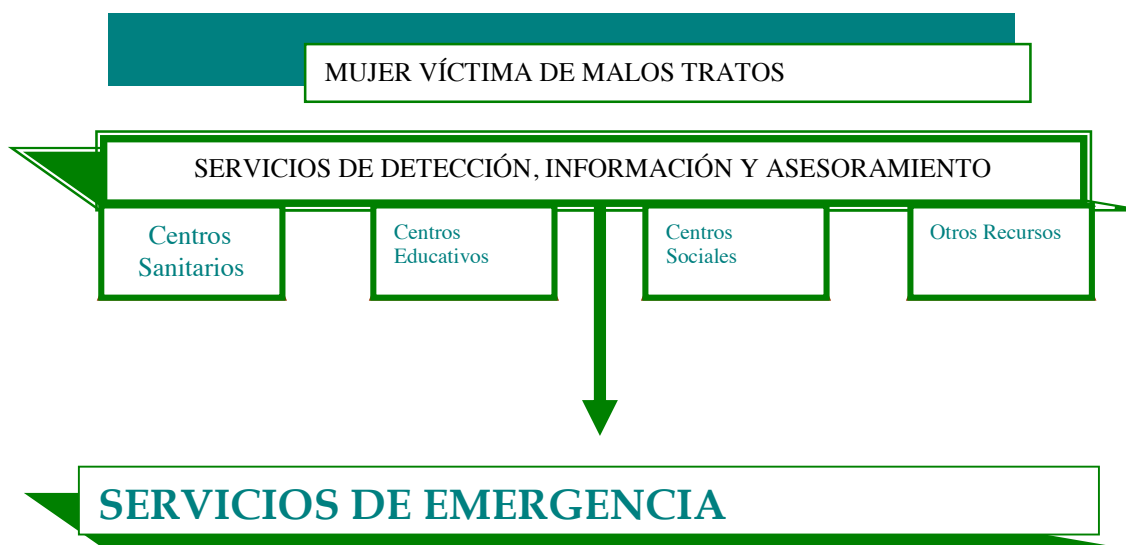 MUJER VÍCTIMA DE MALOS TRATOS
SERVICIOS DE DETECCIÓN, INFORMACIÓN Y ASESORAMIENTO
Centros
Sanitarios
Centros
Educativos
Centros
Sociales
Otros Recursos
SERVICIOS DE EMERGENCIA